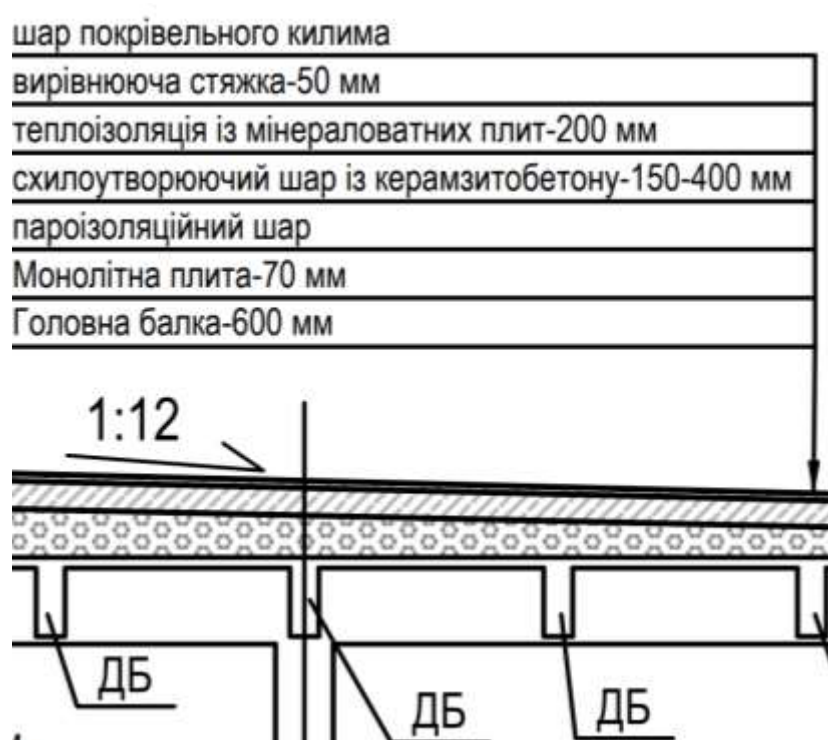 шар покрівельного килима
вирівнююча стяжка-50 мм
теплоізоляція із мінераловатних плит-200 мм
схилоутворюючий шар із керамзитобетону-150-400 мм
пароізоляційний шар
Монолітна плита-70 мм
Головна балка-600 мм
1:12
ДБ
ДБ
ДБ